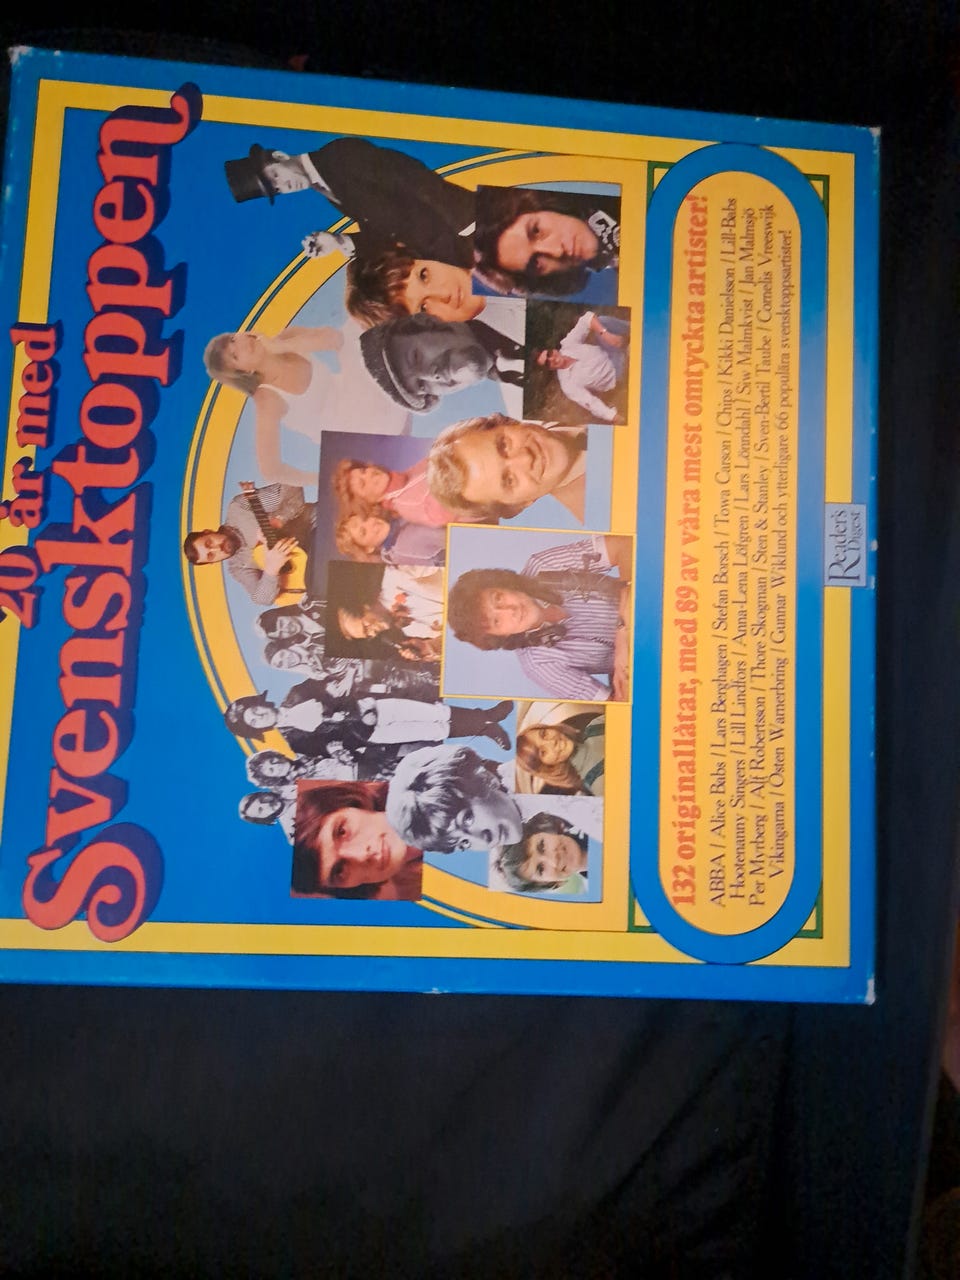 20 år med
Svensktoppen
132 originallåtar, med 89 av våra mest omtyckta artister!
ABBA / Alice Babs / Lars Berghagen / Stefan Borsch / Towa Carson / Chips / Kikki Danielsson / Lill-Babs
Hootenanny Singers / Lill Lindfors / Anna-Lena Löfgren / Lars Lönndahl / Siw Malmkvist / Jan Malmsjö
Per Myrberg / Alf Robertsson / Thore Skogman / Sten & Stanley / Sven-Bertil Taube / Cornelis Vreeswijk
Vikingarna / Östen Warnerbring / Gunnar Wiklund och ytterligare 66 populära svensktoppsartister!
Reader's
Digest